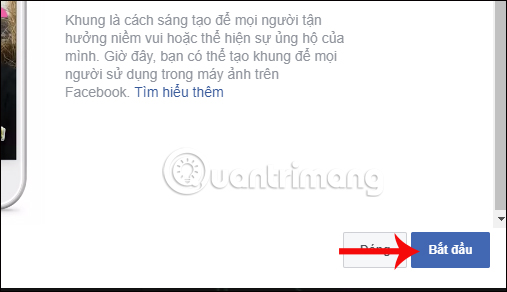 Khung là cách sáng tạo để mọi người tận
hưởng niềm vui hoặc thể hiện sự ủng hộ của
mình. Giờ đây, bạn có thể tạo khung để mọi
người sử dụng trong máy ảnh trên
Facebook. Tìm hiểu thêm
Quantrimang
Đóng Bắt đầu